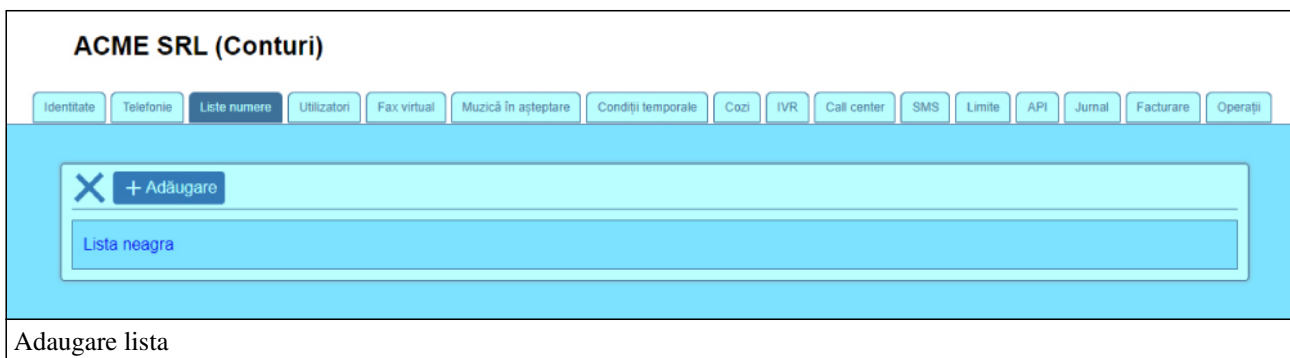 ACME SRL (Conturi)
Identitate Telefonie Liste numere Utilizatori Fax virtual Muzică în așteptare Condiții temporale Cozi IVR Call center SMS Limite API Jurnal Facturare Operații
+ Adăugare
Lista neagra
Adaugare lista